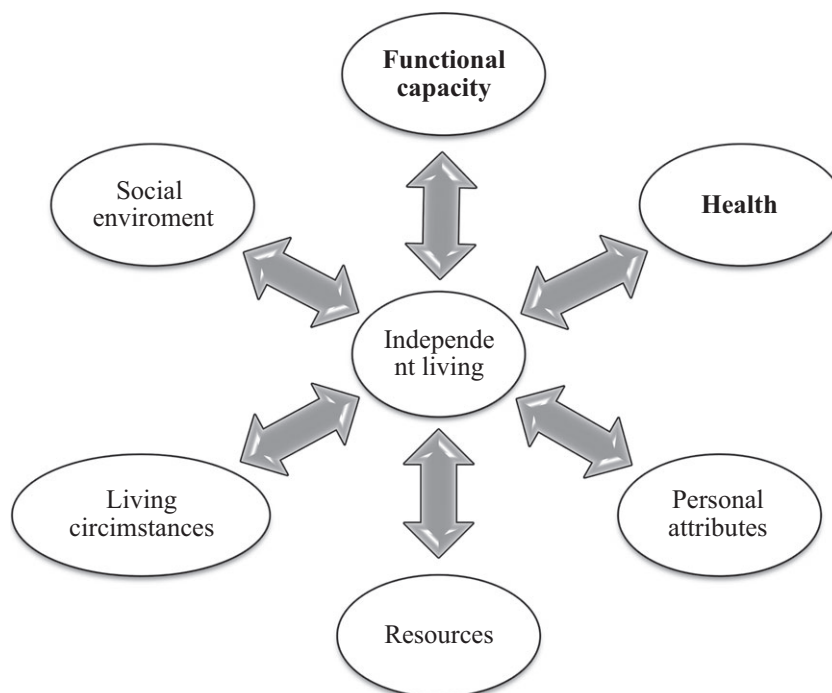 Functional
capacity
Social
enviroment
Health
Independe
nt living
Living
circimstances
Personal
attributes
Resources